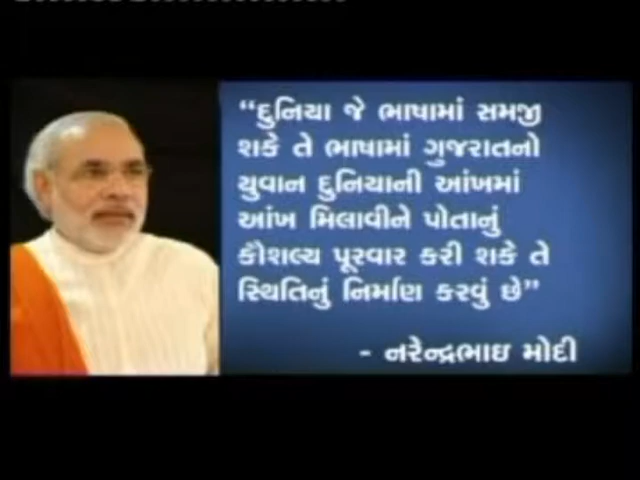 “દુનિયા જે ભાષામાં સમજી
શકે તે ભાષામાં ગુજરાતનો
યુવાન દુનિયાની આંખમાં
આંખ મિલાવીને પોતાનું
કૌશલ્ય પૂરવાર કરી શકે તે
સ્થિતિનું નિર્માણ કરવું છે”
- નરેન્દ્રભાઇ મોદી